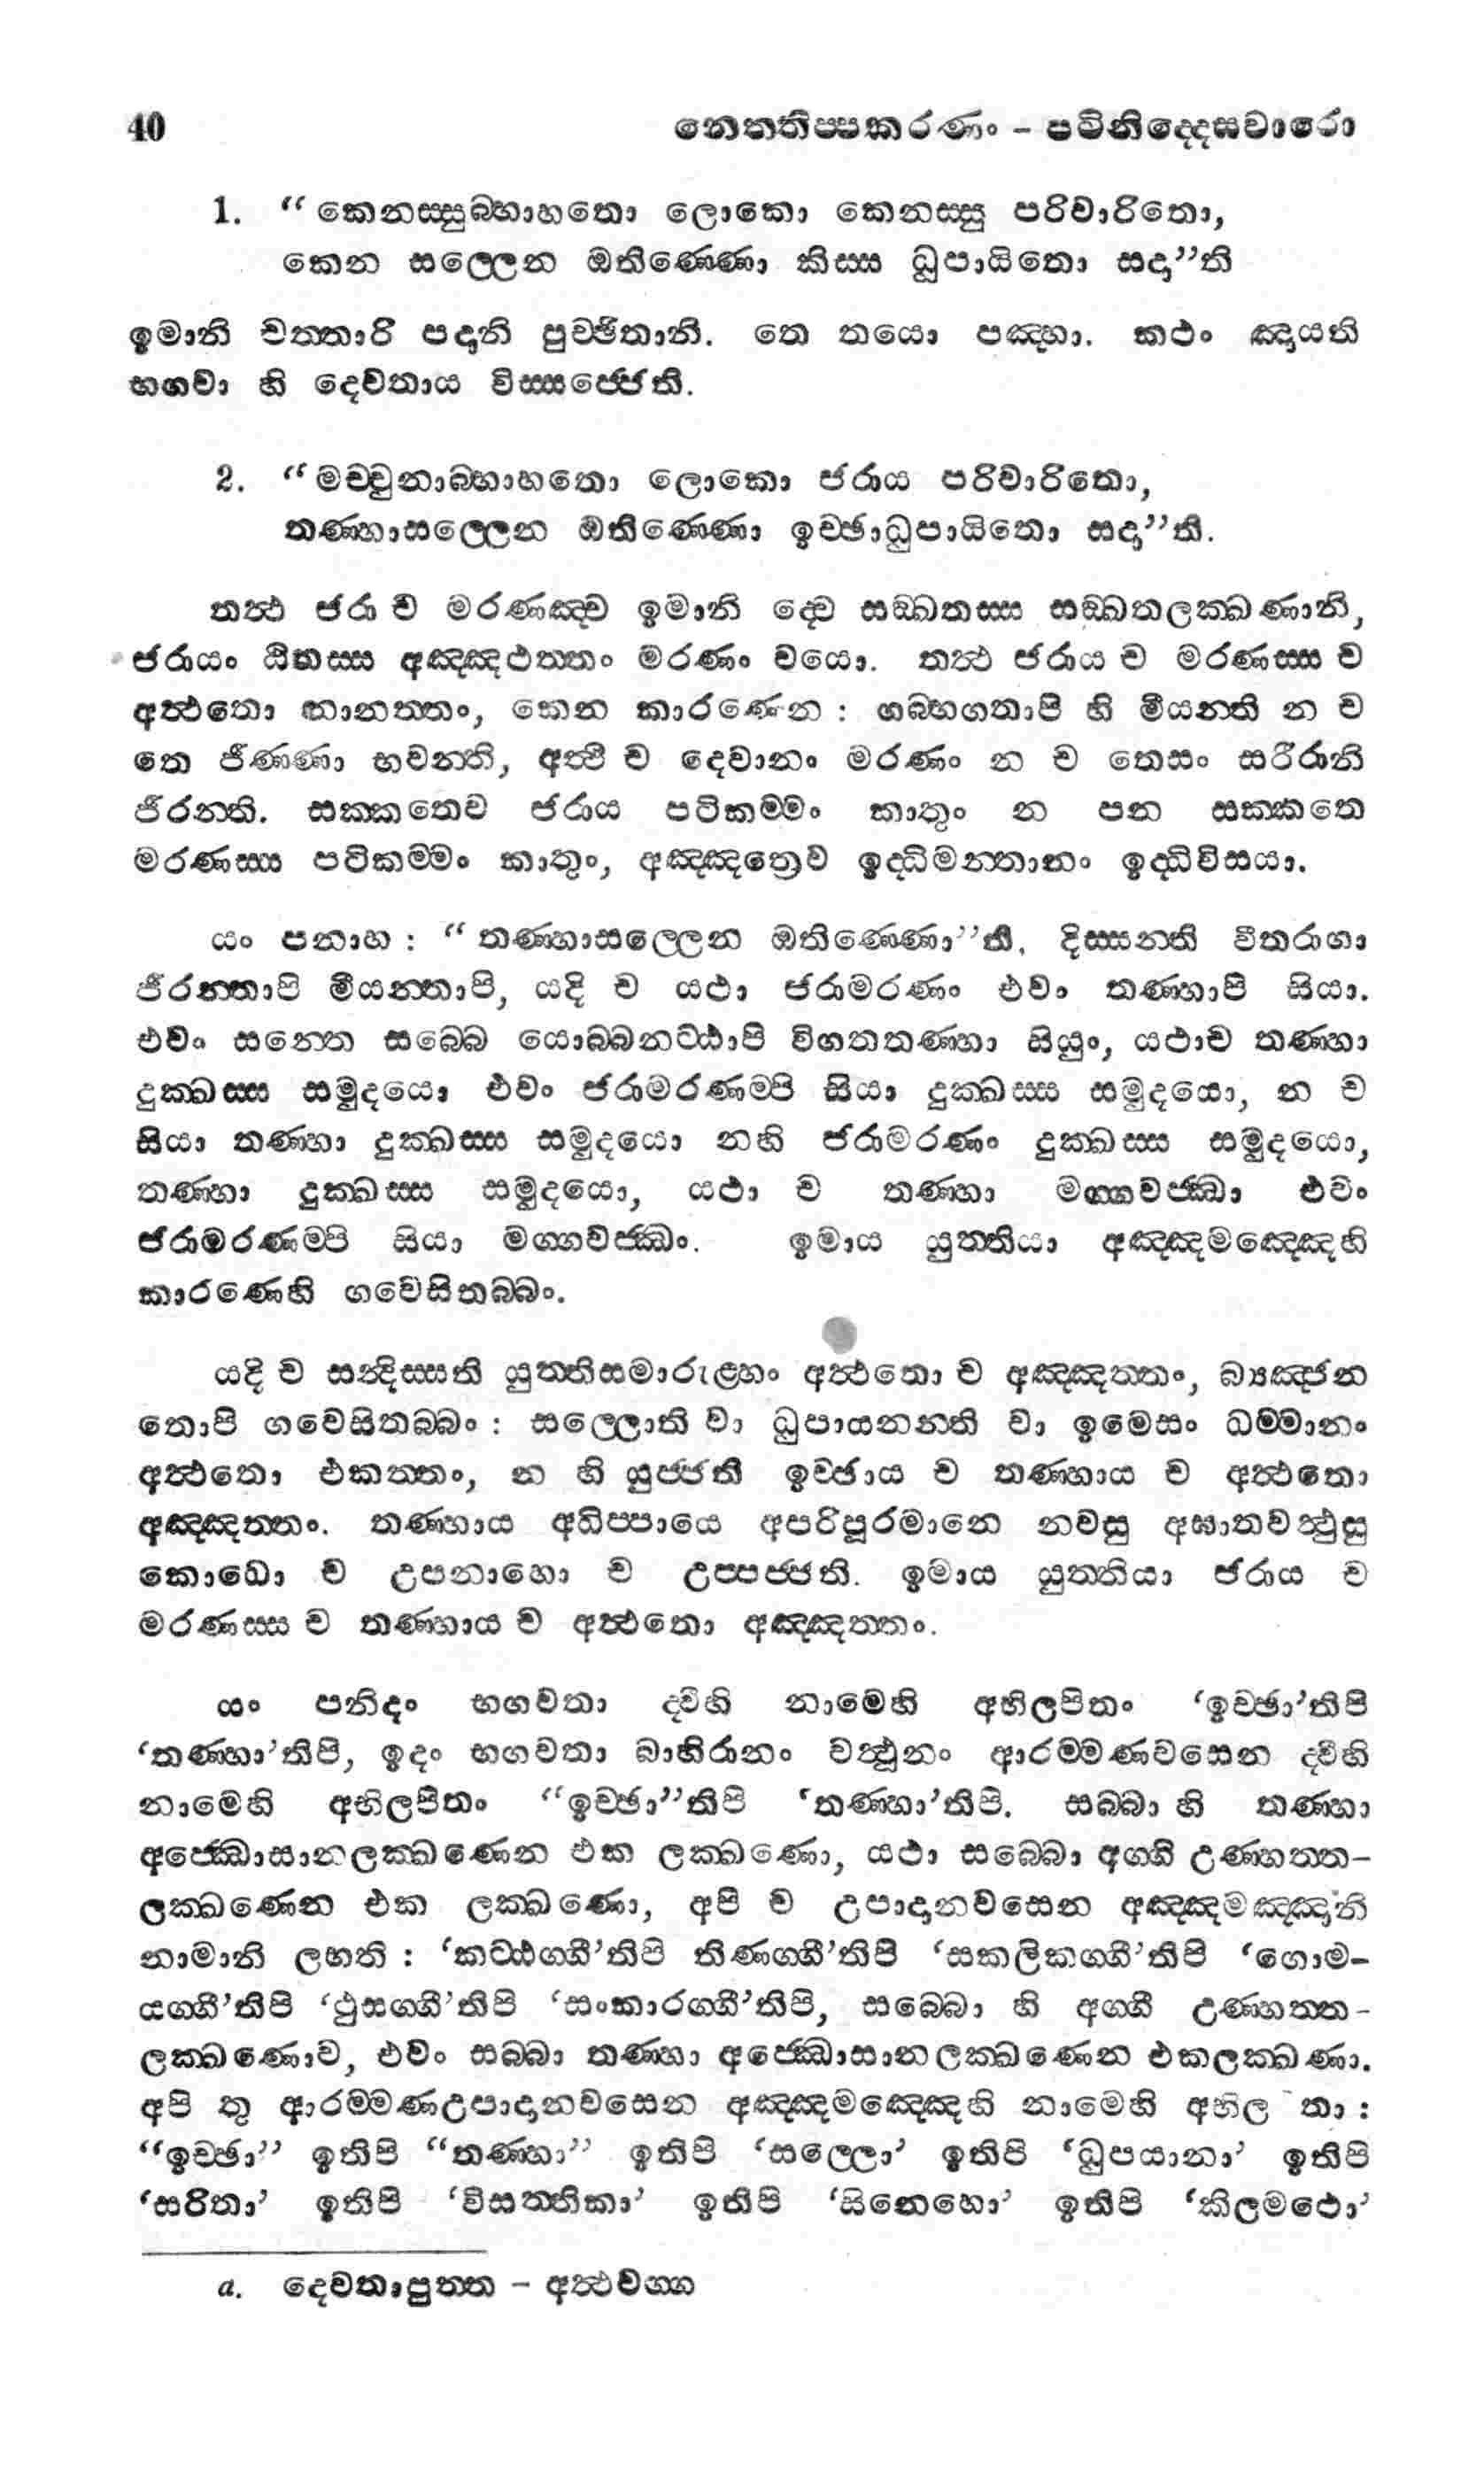 40 නෙත්තිප්පකරණං - පටිනිද්දෙසවාරො
1. “කෙනස්සුබ්භාහතො ලොකො කෙනස්සු පරිවාරිතො,
කෙන සල්ලෙන ඔතිණ්ණො කිස්ස ධූපායිතො සදා”ති
ඉමානි චත්තාරි පදානි පුච්ඡිතානි. තෙ තයො පඤ්හා. කථං ඤායති
භගවා හි දෙවතාය විස්සජ්ජෙති.
2. “මච්චුනාබ්භාහතො ලොකො ජරාය පරිවාරිතො,
තණ්හාසල්ලෙන ඔතිණ්ණො ඉච්ඡාධුපායිතො සදා”ති.
තත්ථ ජරා ච මරණඤ්ච ඉමානි ද්වෙ සඞ්ඛතස්ස සඞ්ඛතලක්ඛණානි,
ජරායං ඨිතස්ස අඤ්ඤථත්තං මරණං වයො. තත්ථ ජරාය ච මරණස්ස ච
අත්ථතො නානත්තං, කෙන කාරණෙන : ගබ්භගතාපි හි මීයන්ති න ච
තෙ ජිණ්ණා භවන්ති, අත්ථි ච දෙවානං මරණං න ච තෙසං සරීරානි
ජීරන්ති. සක්කතෙව ජරාය පටිකම්මං කාතුං න පන සක්කතෙ
මරණස්ස පටිකම්මං කාතුං, අඤ්ඤත්‍රෙව ඉද්ධිමන්තානං ඉද්ධිවිසයා.
යං පනාහ : “තණ්හාසල්ලෙන ඔතිණ්ණො”ති, දිස්සන්ති වීතරාගා
ජීරන්තාපි මීයන්තාපි, යදි ච යථා ජරාමරණං එවං තණ්හාපි සියා.
එවං සන්තෙ සබ්බෙ යොබ්බනට්ඨාපි විගතතණ්හා සියුං, යථාච තණ්හා
දුක්ඛස්ස සමුදයො එවං ජරාමරණම්පි සියා දුක්ඛස්ස සමුදයො, න ච
සියා තණ්හා දුක්ඛස්ස සමුදයො නහි ජරාමරණං දුක්ඛස්ස සමුදයො,
තණ්හා දුක්ඛස්ස සමුදයො, යථා ච තණ්හා මග්ගවජ්ඣා එවං
ජරාමරණම්පි සියා මග්ගවජ්ඣං. ඉමාය යුත්තියා අඤ්ඤමඤ්ඤෙහි
කාරණෙහි ගවෙසිතබ්බං.
යදි ච සන්දිස්සති යුත්තිසමාරුළ්හං අත්ථතො ච අඤ්ඤත්තං, බ්‍යඤ්ජන
තොපි ගවෙසිතබ්බං : සල්ලොති වා ධූපායනන්ති වා ඉමෙසං ධම්මානං
අත්ථතො එකත්තං, න හි යුජ්ජති ඉච්ඡාය ච තණ්හාය ච අත්ථතො
අඤ්ඤත්තං. තණ්හාය අධිප්පායෙ අපරිපූරමානෙ නවසු අඝාතවත්ථුසු
කොධො ච උපනාහො ච උප්පජ්ජති. ඉමාය යුත්තියා ජරාය ච
මරණස්ස ච තණ්හාය ච අත්ථතො අඤ්ඤත්තං.
යං පනිදං භගවතා ද්වීහි නාමෙහි අභිලපිතං ‘ඉච්ඡා’තිපි
‘තණ්හා’තිපි, ඉදං භගවතා බාහිරානං වත්ථූනං ආරම්මණවසෙන ද්වීහි
නාමෙහි අභිලපිතං “ඉච්ඡා”තිපි ‘තණ්හා’තිපි. සබ්බා හි තණ්හා
අජ්ඣොසානලක්ඛණෙන එක ලක්ඛණො, යථා සබ්බො අග්ගි උණ්හත්ත-
ලක්ඛණෙන එක ලක්ඛණො, අපි ච උපාදානවසෙන අඤ්ඤමඤ්ඤානි
නාමානි ලභති : ‘කට්ඨග්ගී’තිපි තිණග්ගී’තිපි ‘සකලිකග්ගී’තිපි ‘ගොම-
යග්ගී’තිපි ‘ථුසග්ගී’තිපි ‘සංකාරග්ගී’තිපි, සබ්බො හි අග්ගී උණ්හත්ත-
ලක්ඛණොව, එවං සබ්බා තණ්හා අජ්ඣොසානලක්ඛණෙන එකලක්ඛණා.
අපි තු ආරම්මණඋපාදානවසෙන අඤ්ඤමඤ්ඤෙහි නාමෙහි අභිල තා :
“ඉච්ඡා” ඉතිපි “තණ්හා” ඉතිපි ‘සල්ලො’ ඉතිපි ‘ධූපයානා’ ඉතිපි
‘සරිතා’ ඉතිපි ‘විසත්තිකා’ ඉතිපි ‘සිනෙහො’ ඉතිපි ‘කිලමථො’
a. දෙවතාපුත්ත - අත්ථවග්ග